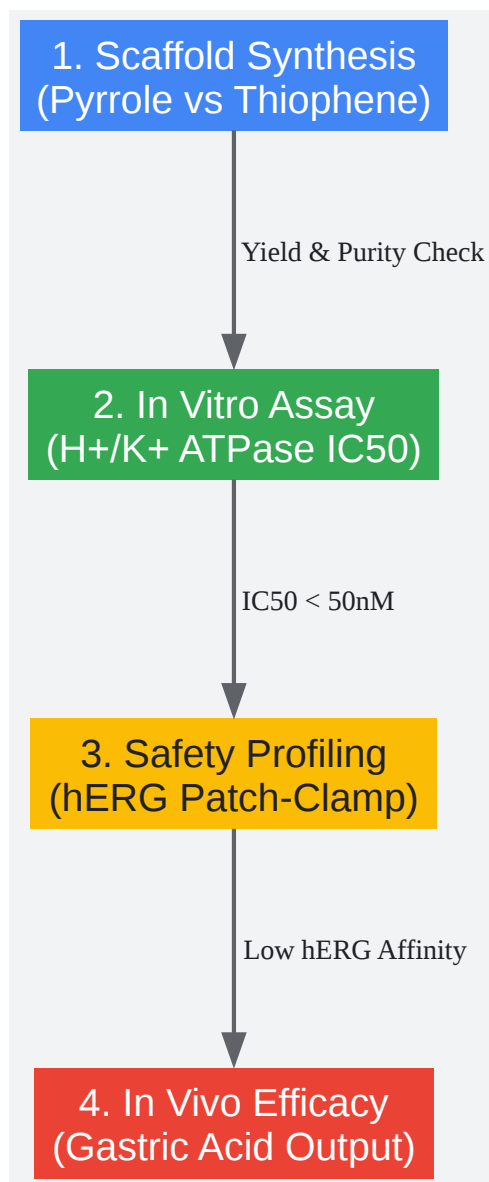 1. Scaffold Synthesis
(Pyrrole vs Thiophene)
Yield & Purity Check
2. In Vitro Assay
(H+/K+ ATPase IC50)
IC50 < 50nM
3. Safety Profiling
(hERG Patch-Clamp)
Low hERG Affinity
4. In Vivo Efficacy
(Gastric Acid Output)